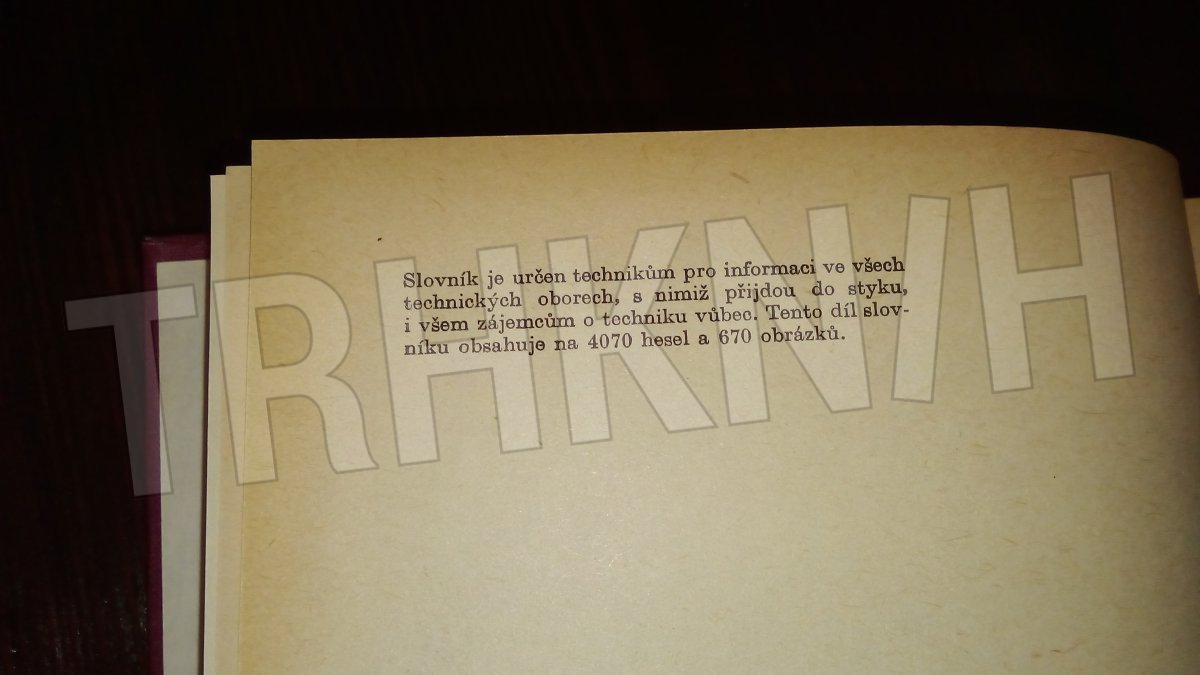 Slovník je určen technikům pro informaci ve všech
technických oborech, s nimiž přijdou do styku,
i všem zájemcům o techniku vůbec. Tento díl slov-
níku obsahuje na 4070 hesel a 670 obrázků.
TRHKN/H